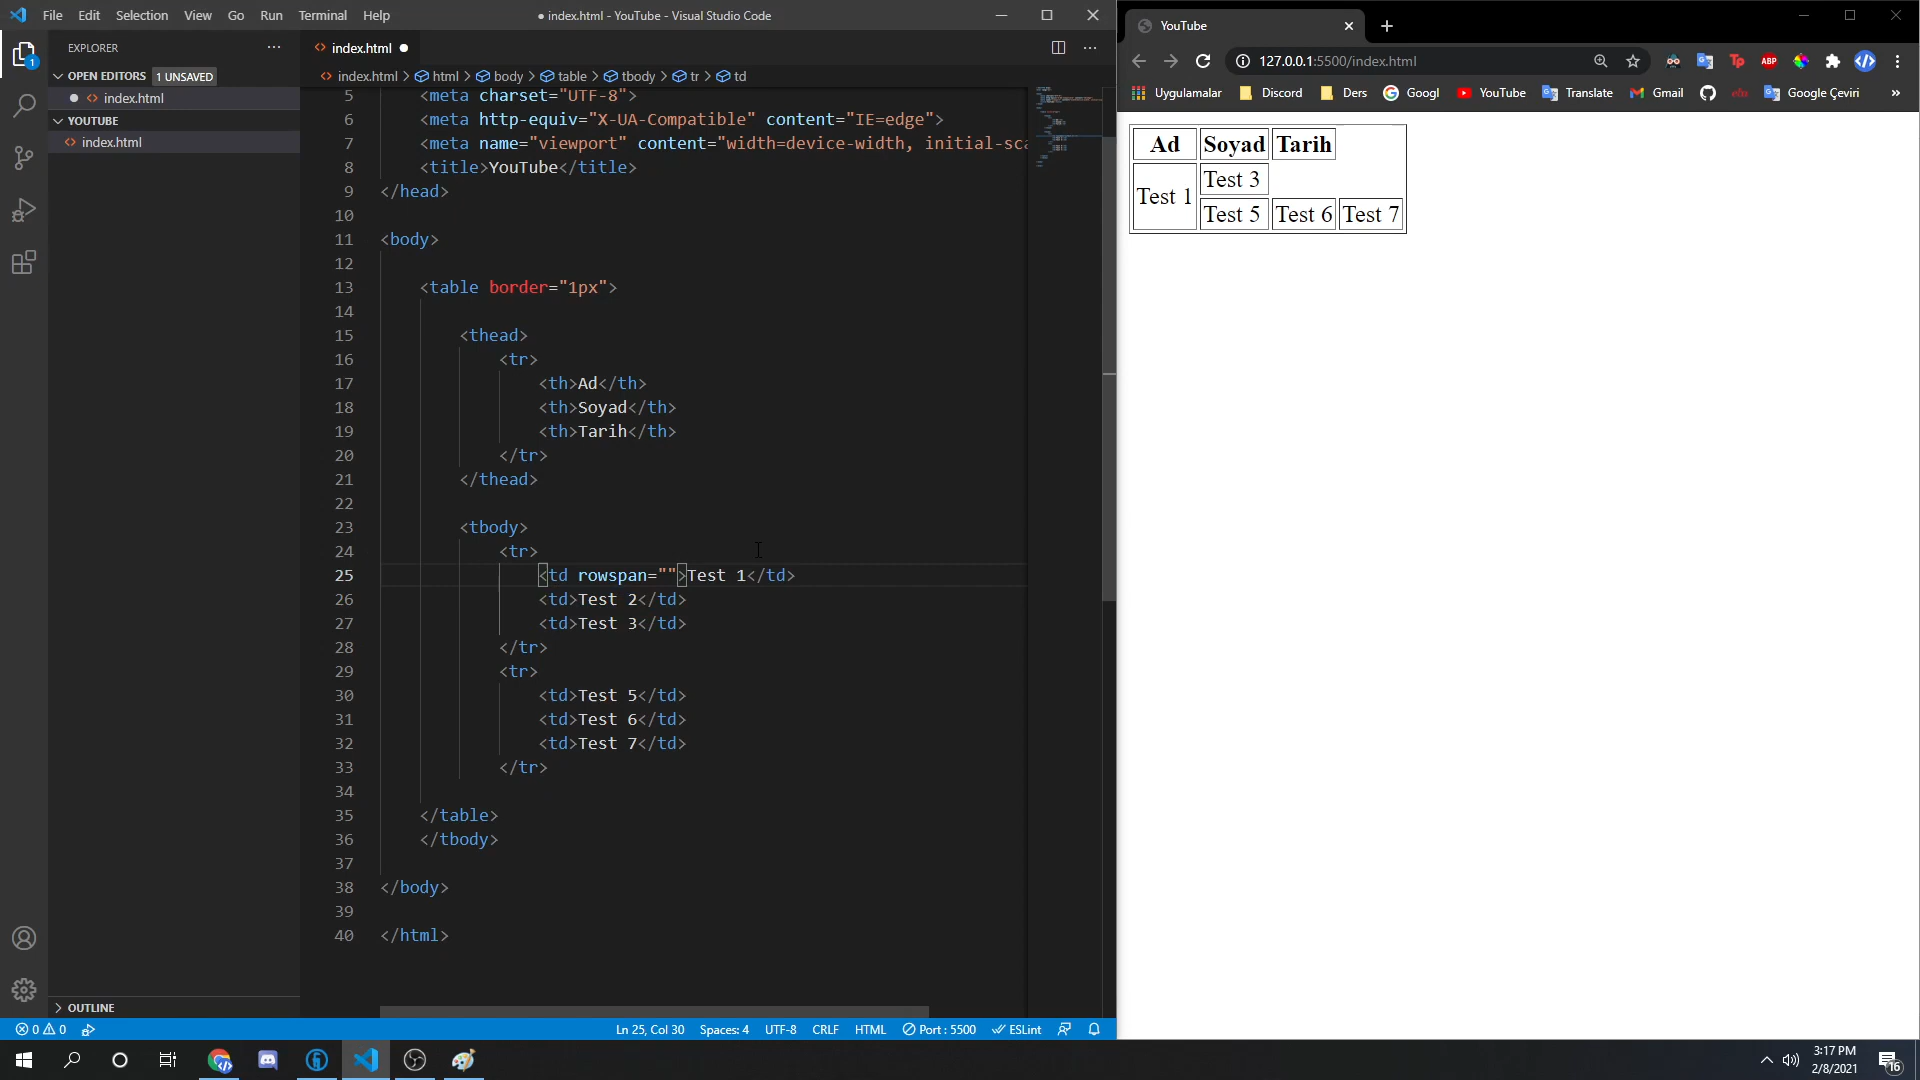 File Edit Selection View Go Run Terminal Help
● index.html - YouTube - Visual Studio Code
EXPLORER
OPEN EDITORS 1 UNSAVED
index.html
YOUTUBE
index.html
OUTLINE
index.html
index.html > html > body > table > tbody > tr > td
5 <meta charset="UTF-8">
6 <meta http-equiv="X-UA-Compatible" content="IE=edge">
7 <meta name="viewport" content="width=device-width, initial-sca
8 <title>YouTube</title>
9 </head>
10
11 <body>
12
13 <table border="1px">
14
15 <thead>
16 <tr>
17 <th>Ad</th>
18 <th>Soyad</th>
19 <th>Tarih</th>
20 </tr>
21 </thead>
22
23 <tbody>
24 <tr>
25 <td rowspan="">Test 1</td>
26 <td>Test 2</td>
27 <td>Test 3</td>
28 </tr>
29 <tr>
30 <td>Test 5</td>
31 <td>Test 6</td>
32 <td>Test 7</td>
33 </tr>
34
35 </table>
36 </tbody>
37
38 </body>
39
40 </html>
0 0 Ln 25, Col 30 Spaces: 4 UTF-8 CRLF HTML Port : 5500 ESLint
YouTube
127.0.0.1:5500/index.html
Tp ABP
Uygulamalar Discord Ders Googl YouTube Translate Gmail Google Çeviri »
Ad Soyad Tarih
Test 1 Test 3
Test 5 Test 6 Test 7
3:17 PM
2/8/2021
16